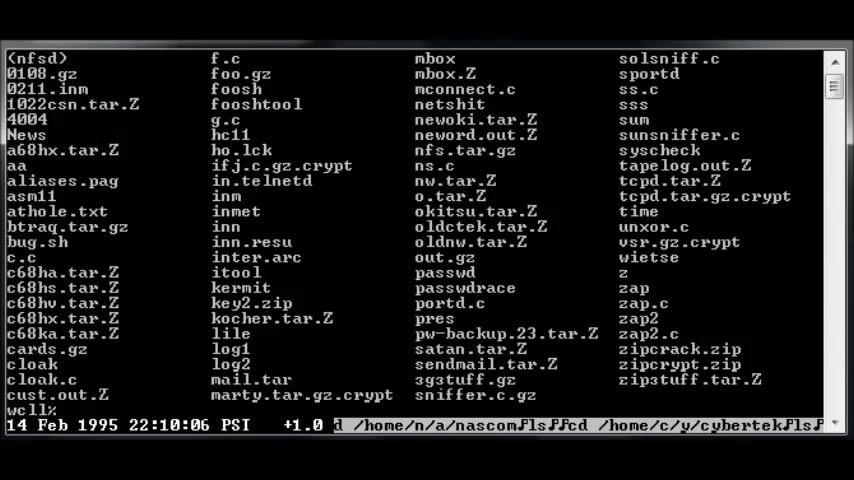 (nfsd) f.c mbox solsniff.c
0108.gz foo.gz mbox.Z sportd
0211.inm foosh mconnect.c ss.c
1022csn.tar.Z fooshtool netshit sss
4004 g.c newoki.tar.Z sum
News hc11 neword.out.Z sunsniffer.c
a68hx.tar.Z ho.lck nfs.tar.gz syscheck
aa ifj.c.gz.crypt ns.c tapelog.out.Z
aliases.pag in.telnetd nw.tar.Z tcpd.tar.Z
asm11 inm o.tar.Z tcpd.tar.gz.crypt
athole.txt inmet okitsu.tar.Z time
btraq.tar.gz inn oldctek.tar.Z unxor.c
bug.sh inn.resu oldnw.tar.Z vsr.gz.crypt
c.c inter.arc out.gz wietse
c68ha.tar.Z itool passwd z
c68hs.tar.Z kermit passwdrace zap
c68hv.tar.Z key2.zip portd.c zap.c
c68hx.tar.Z kocher.tar.Z pres zap2
c68ka.tar.Z lile pw-backup.23.tar.Z zap2.c
cards.gz log1 satan.tar.Z zipcrack.zip
cloak log2 sendmail.tar.Z zipcrypt.zip
cloak.c mail.tar sgstuff.gz zipstuff.tar.Z
cust.out.Z marty.tar.gz.crypt sniffer.c.gz
well%
14 Feb 1995 22:10:06 PST +1.0 d /home/n/a/nascom♪ls♪♪cd /home/c/y/cybertek♪ls♪